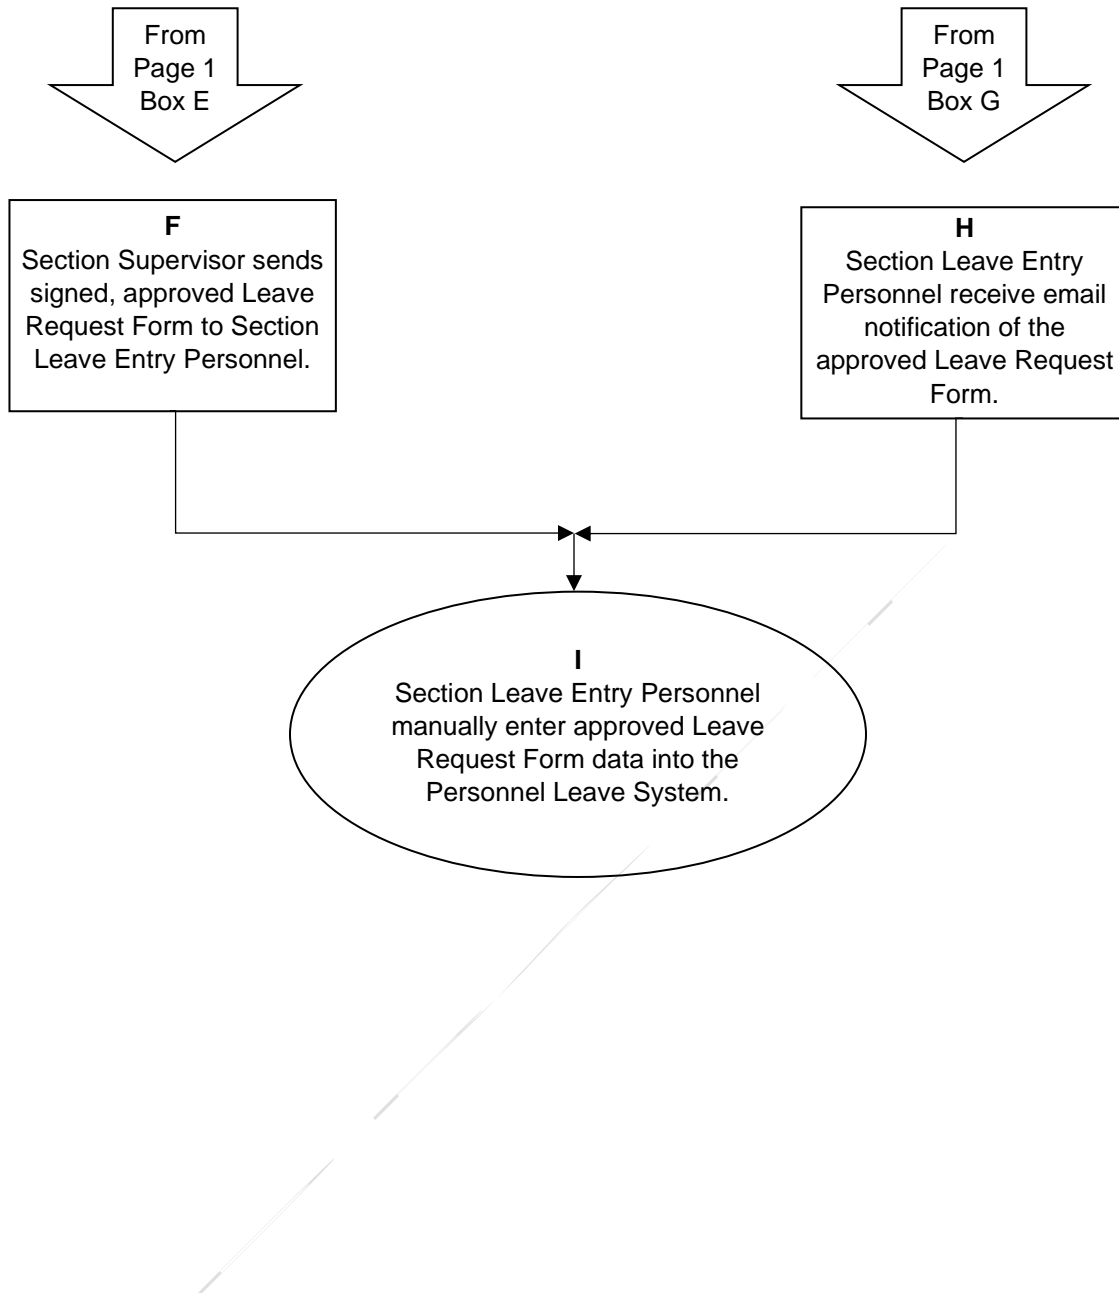 From
Page 1
Box E
From
Page 1
Box G
F
Section Supervisor sends
signed, approved Leave
Request Form to Section
Leave Entry Personnel.
H
Section Leave Entry
Personnel receive email
notification of the
approved Leave Request
Form.
I
Section Leave Entry Personnel
manually enter approved Leave
Request Form data into the
Personnel Leave System.